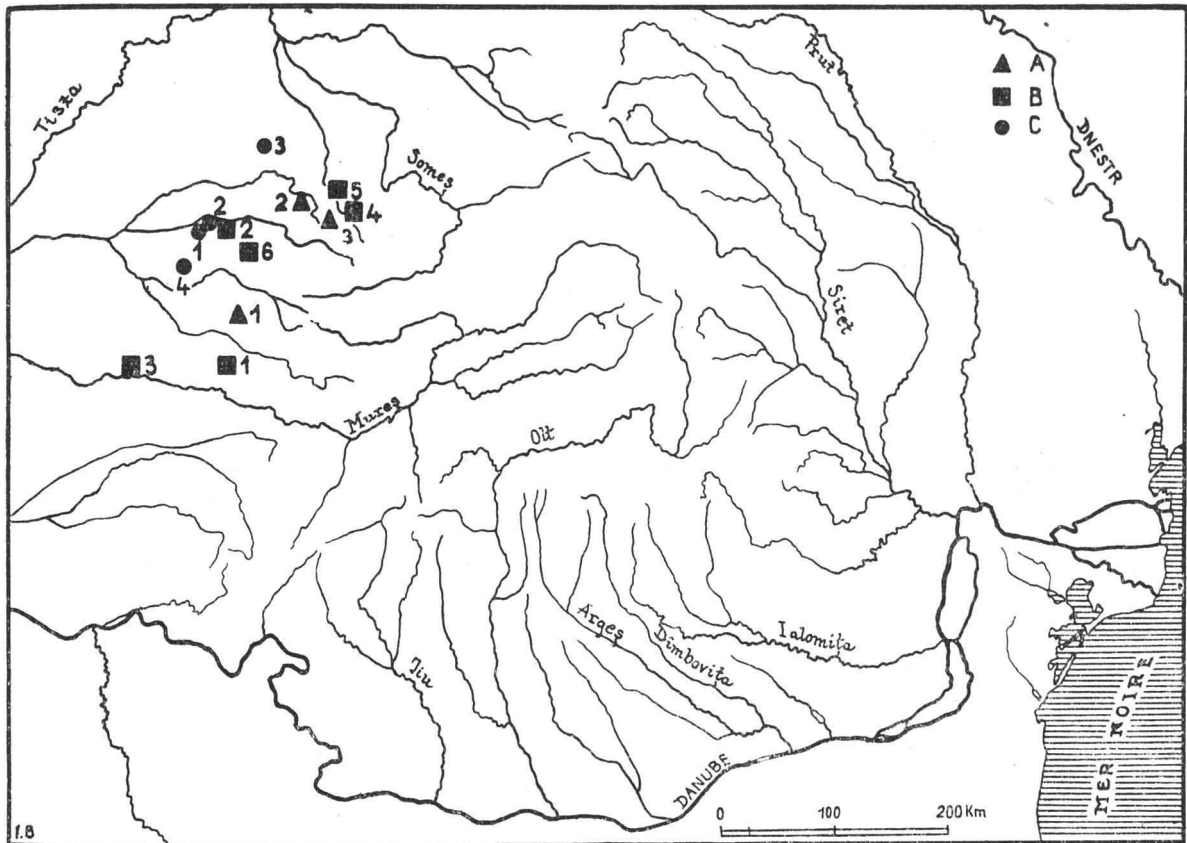 Tisza
Someș
Prut
A
B
C
DNESTR
3
5
2
4
3
2
2
1
6
4
1
3
1
Siret
Mureș
Olt
Argeș
Dîmbovița
Ialomița
Jiu
DANUBE
MER NOIRE
0 100 200 Km
f.8